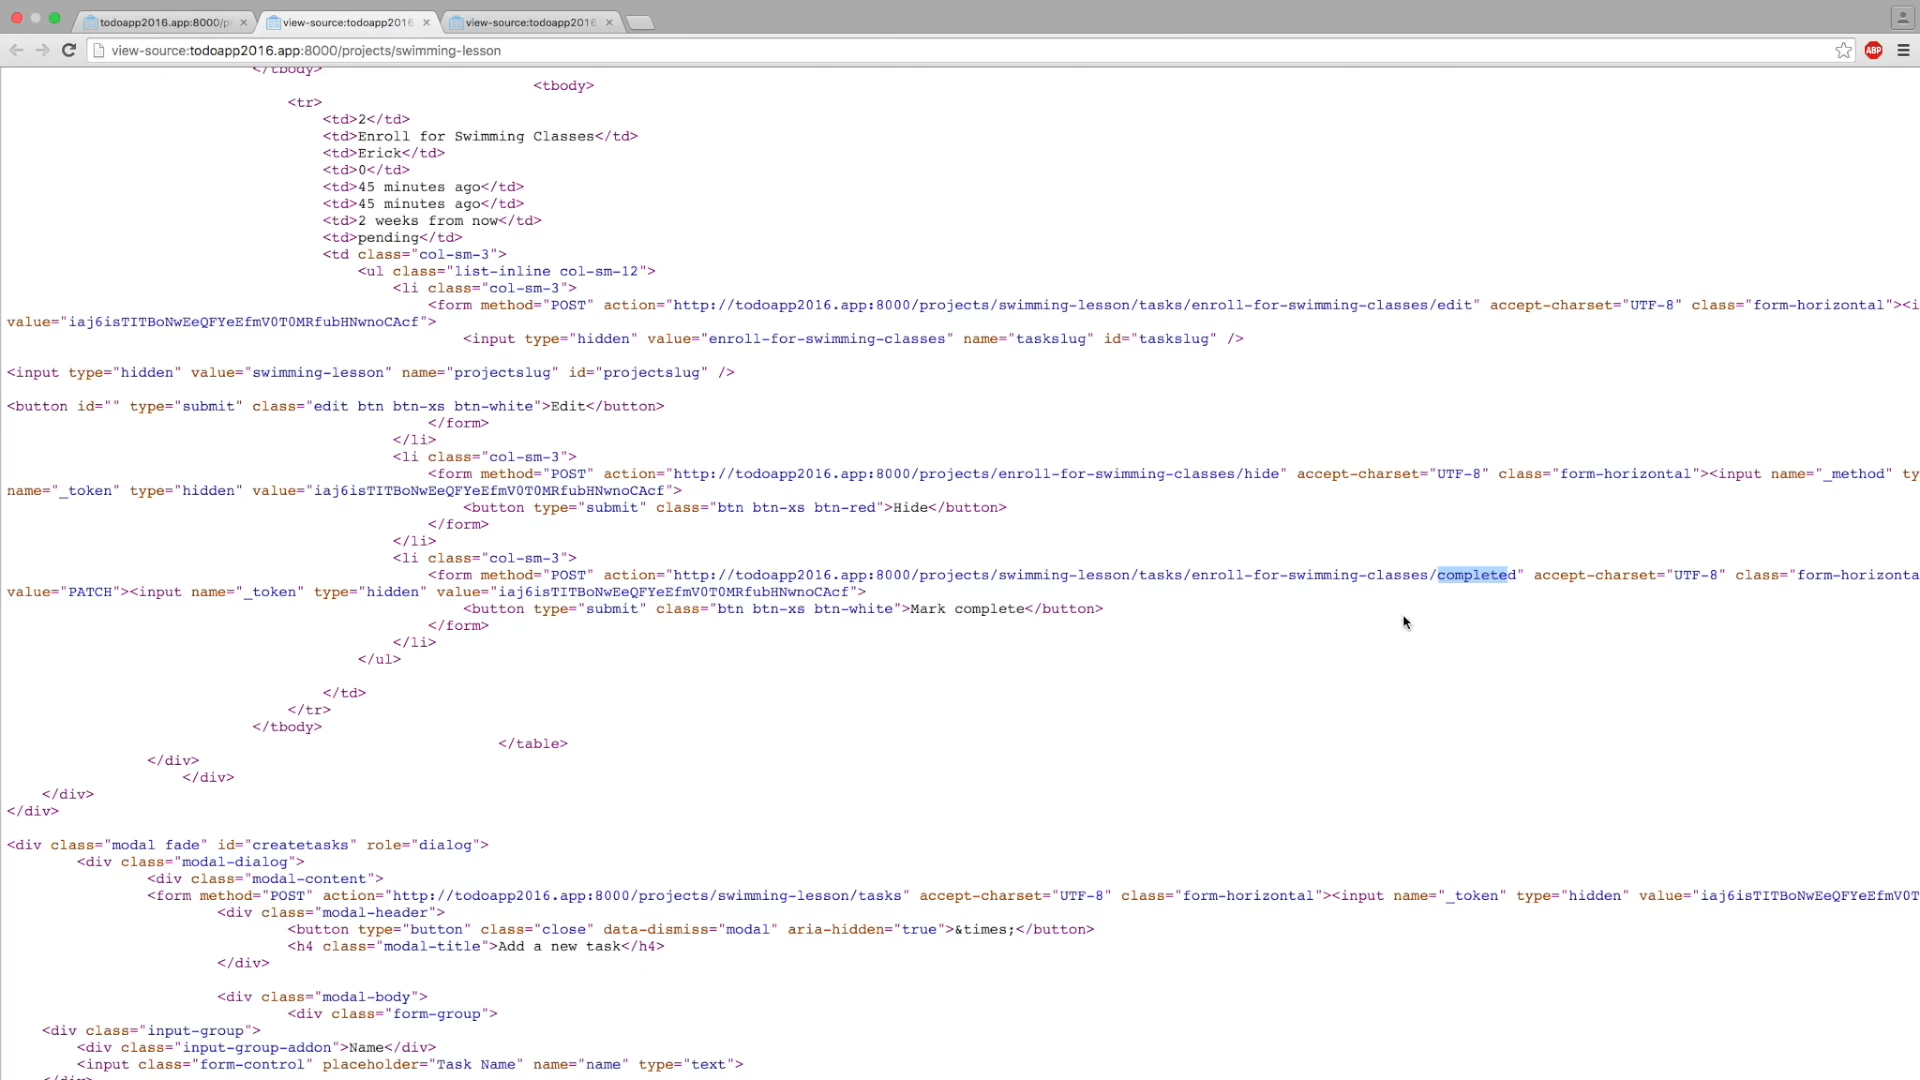 todoapp2016.app:8000/p
view-source:todoapp2016
view-source:todoapp2016
view-source:todoapp2016.app:8000/projects/swimming-lesson
ABP
</tbody>
<tbody>
<tr>
<td>2</td>
<td>Enroll for Swimming Classes</td>
<td>Erick</td>
<td>0</td>
<td>45 minutes ago</td>
<td>45 minutes ago</td>
<td>2 weeks from now</td>
<td>pending</td>
<td class="col-sm-3">
<ul class="list-inline col-sm-12">
<li class="col-sm-3">
<form method="POST" action="http://todoapp2016.app:8000/projects/swimming-lesson/tasks/enroll-for-swimming-classes/edit" accept-charset="UTF-8" class="form-horizontal"><i
value="iaj6isTITBoNwEeQFYeEfmV0T0MRfubHNwnoCAcf">
<input type="hidden" value="enroll-for-swimming-classes" name="taskslug" id="taskslug" />
<input type="hidden" value="swimming-lesson" name="projectslug" id="projectslug" />
<button id="" type="submit" class="edit btn btn-xs btn-white">Edit</button>
</form>
</li>
<li class="col-sm-3">
<form method="POST" action="http://todoapp2016.app:8000/projects/enroll-for-swimming-classes/hide" accept-charset="UTF-8" class="form-horizontal"><input name="_method" ty
name="_token" type="hidden" value="iaj6isTITBoNwEeQFYeEfmV0T0MRfubHNwnoCAcf">
<button type="submit" class="btn btn-xs btn-red">Hide</button>
</form>
</li>
<li class="col-sm-3">
<form method="POST" action="http://todoapp2016.app:8000/projects/swimming-lesson/tasks/enroll-for-swimming-classes/completed" accept-charset="UTF-8" class="form-horizonta
value="PATCH"><input name="_token" type="hidden" value="iaj6isTITBoNwEeQFYeEfmV0T0MRfubHNwnoCAcf">
<button type="submit" class="btn btn-xs btn-white">Mark complete</button>
</form>
</li>
</ul>
</td>
</tr>
</tbody>
</table>
</div>
</div>
</div>
</div>
<div class="modal fade" id="createtasks" role="dialog">
<div class="modal-dialog">
<div class="modal-content">
<form method="POST" action="http://todoapp2016.app:8000/projects/swimming-lesson/tasks" accept-charset="UTF-8" class="form-horizontal"><input name="_token" type="hidden" value="iaj6isTITBoNwEeQFYeEfmV0T
<div class="modal-header">
<button type="button" class="close" data-dismiss="modal" aria-hidden="true">&times;</button>
<h4 class="modal-title">Add a new task</h4>
</div>
<div class="modal-body">
<div class="form-group">
<div class="input-group">
<div class="input-group-addon">Name</div>
<input class="form-control" placeholder="Task Name" name="name" type="text">